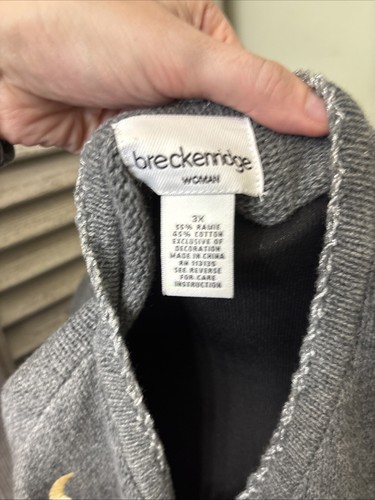 breckenridge
WOMAN
3X
55% RAMIE
45% COTTON
EXCLUSIVE OF
DECORATION
MADE IN CHINA
RN 113135
SEE REVERSE
FOR CARE
INSTRUCTION